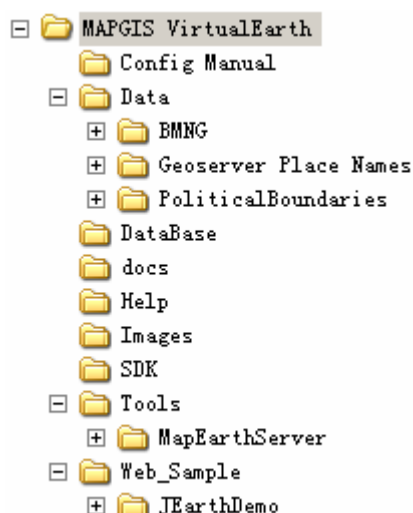 MAPGIS VirtualEarth
Config Manual
Data
BMNG
Geoserver Place Names
PoliticalBoundaries
DataBase
docs
Help
Images
SDK
Tools
MapEarthServer
Web_Sample
JEarthDemo